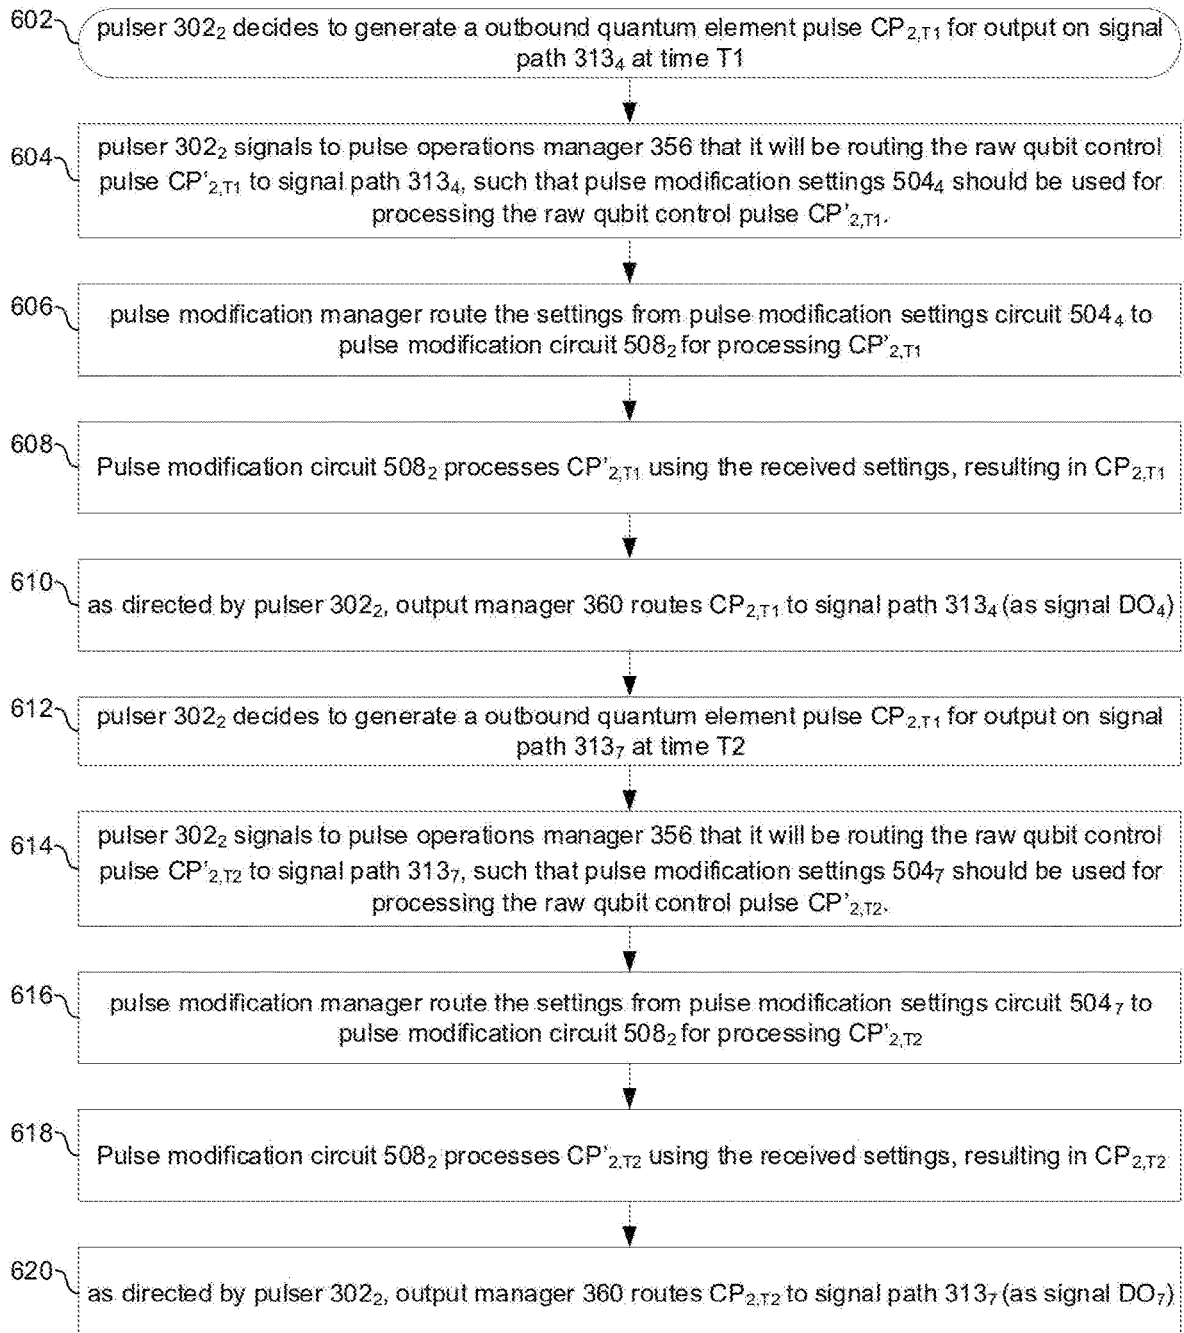 602
pulser 302₂ decides to generate a outbound quantum element pulse CP₂,T1 for output on signal
path 313₄ at time T1
604
pulser 302₂ signals to pulse operations manager 356 that it will be routing the raw qubit control
pulse CP'₂,T1 to signal path 313₄, such that pulse modification settings 504₄ should be used for
processing the raw qubit control pulse CP'₂,T1.
606
pulse modification manager route the settings from pulse modification settings circuit 504₄ to
pulse modification circuit 508₂ for processing CP'₂,T1
608
Pulse modification circuit 508₂ processes CP'₂,T1 using the received settings, resulting in CP₂,T1
610
as directed by pulser 302₂, output manager 360 routes CP₂,T1 to signal path 313₄ (as signal DO₄)
612
pulser 302₂ decides to generate a outbound quantum element pulse CP₂,T1 for output on signal
path 313₇ at time T2
614
pulser 302₂ signals to pulse operations manager 356 that it will be routing the raw qubit control
pulse CP'₂,T2 to signal path 313₇, such that pulse modification settings 504₇ should be used for
processing the raw qubit control pulse CP'₂,T2.
616
pulse modification manager route the settings from pulse modification settings circuit 504₇ to
pulse modification circuit 508₂ for processing CP'₂,T2
618
Pulse modification circuit 508₂ processes CP'₂,T2 using the received settings, resulting in CP₂,T2
620
as directed by pulser 302₂, output manager 360 routes CP₂,T2 to signal path 313₇ (as signal DO₇)